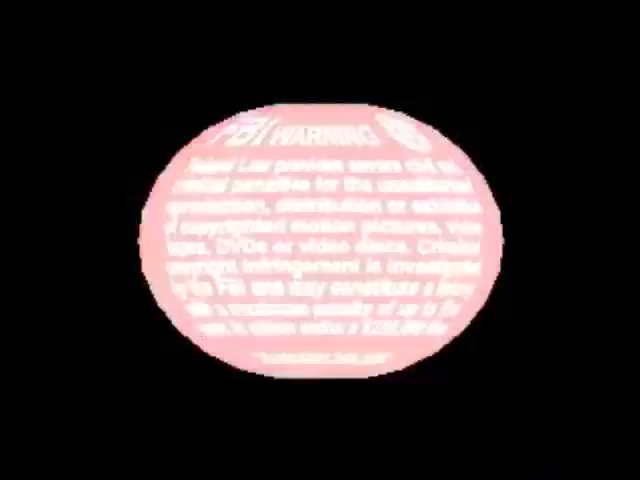 FBI WARNING
Federal Law provides severe civil and
criminal penalties for the unauthorized
reproduction, distribution or exhibition
copyrighted motion pictures, video
tapes, DVDs or video discs. Criminal
copyright infringement is investigated
by the FBI and may constitute a felony
with a maximum penalty of up to five
years in prison and/or a $250,000 fine